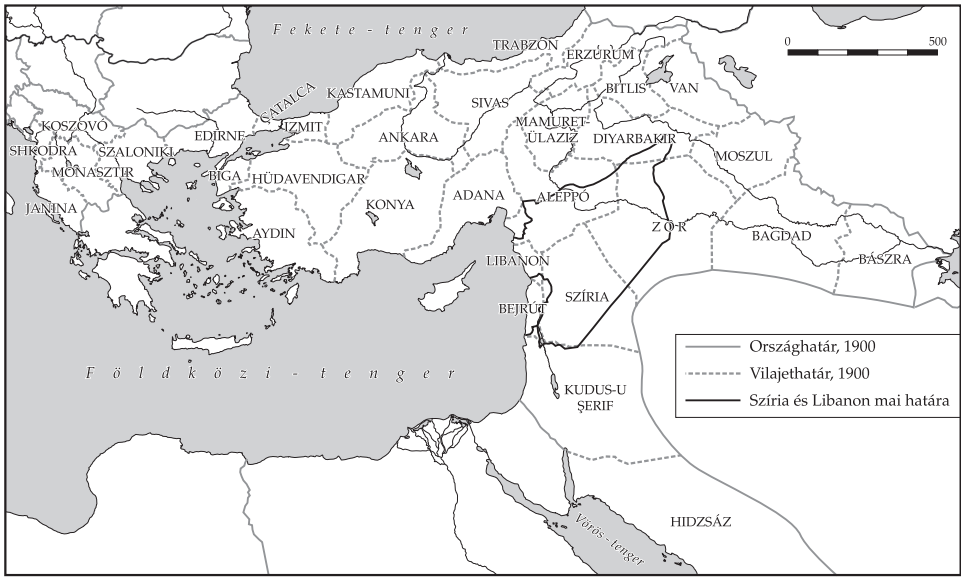 Fekete-tenger
0 500
TRABZON
ERZURUM
KASTAMUNI
ÇATALCA
SIVAS
BITLIS
VAN
MAMURET-
ÜLAZIZ
KOSZOVÓ
EDIRNE
IZMIT
ANKARA
DIYARBAKIR
SHKODRA
SZALONIKI
MOSZUL
MONASZTIR
BIGA
HÜDAVENDIGAR
JANINA
KONYA
ADANA
ALEPPÓ
AYDIN
ZOR
BAGDAD
LIBANON
BÁSZRA
BEJRÚT
SZÍRIA
Országhatár, 1900
Vilajethatár, 1900
Szíria és Libanon mai határa
Földközi-tenger
KUDUS-U
ŞERIF
HIDZSÁZ
Vörös-tenger